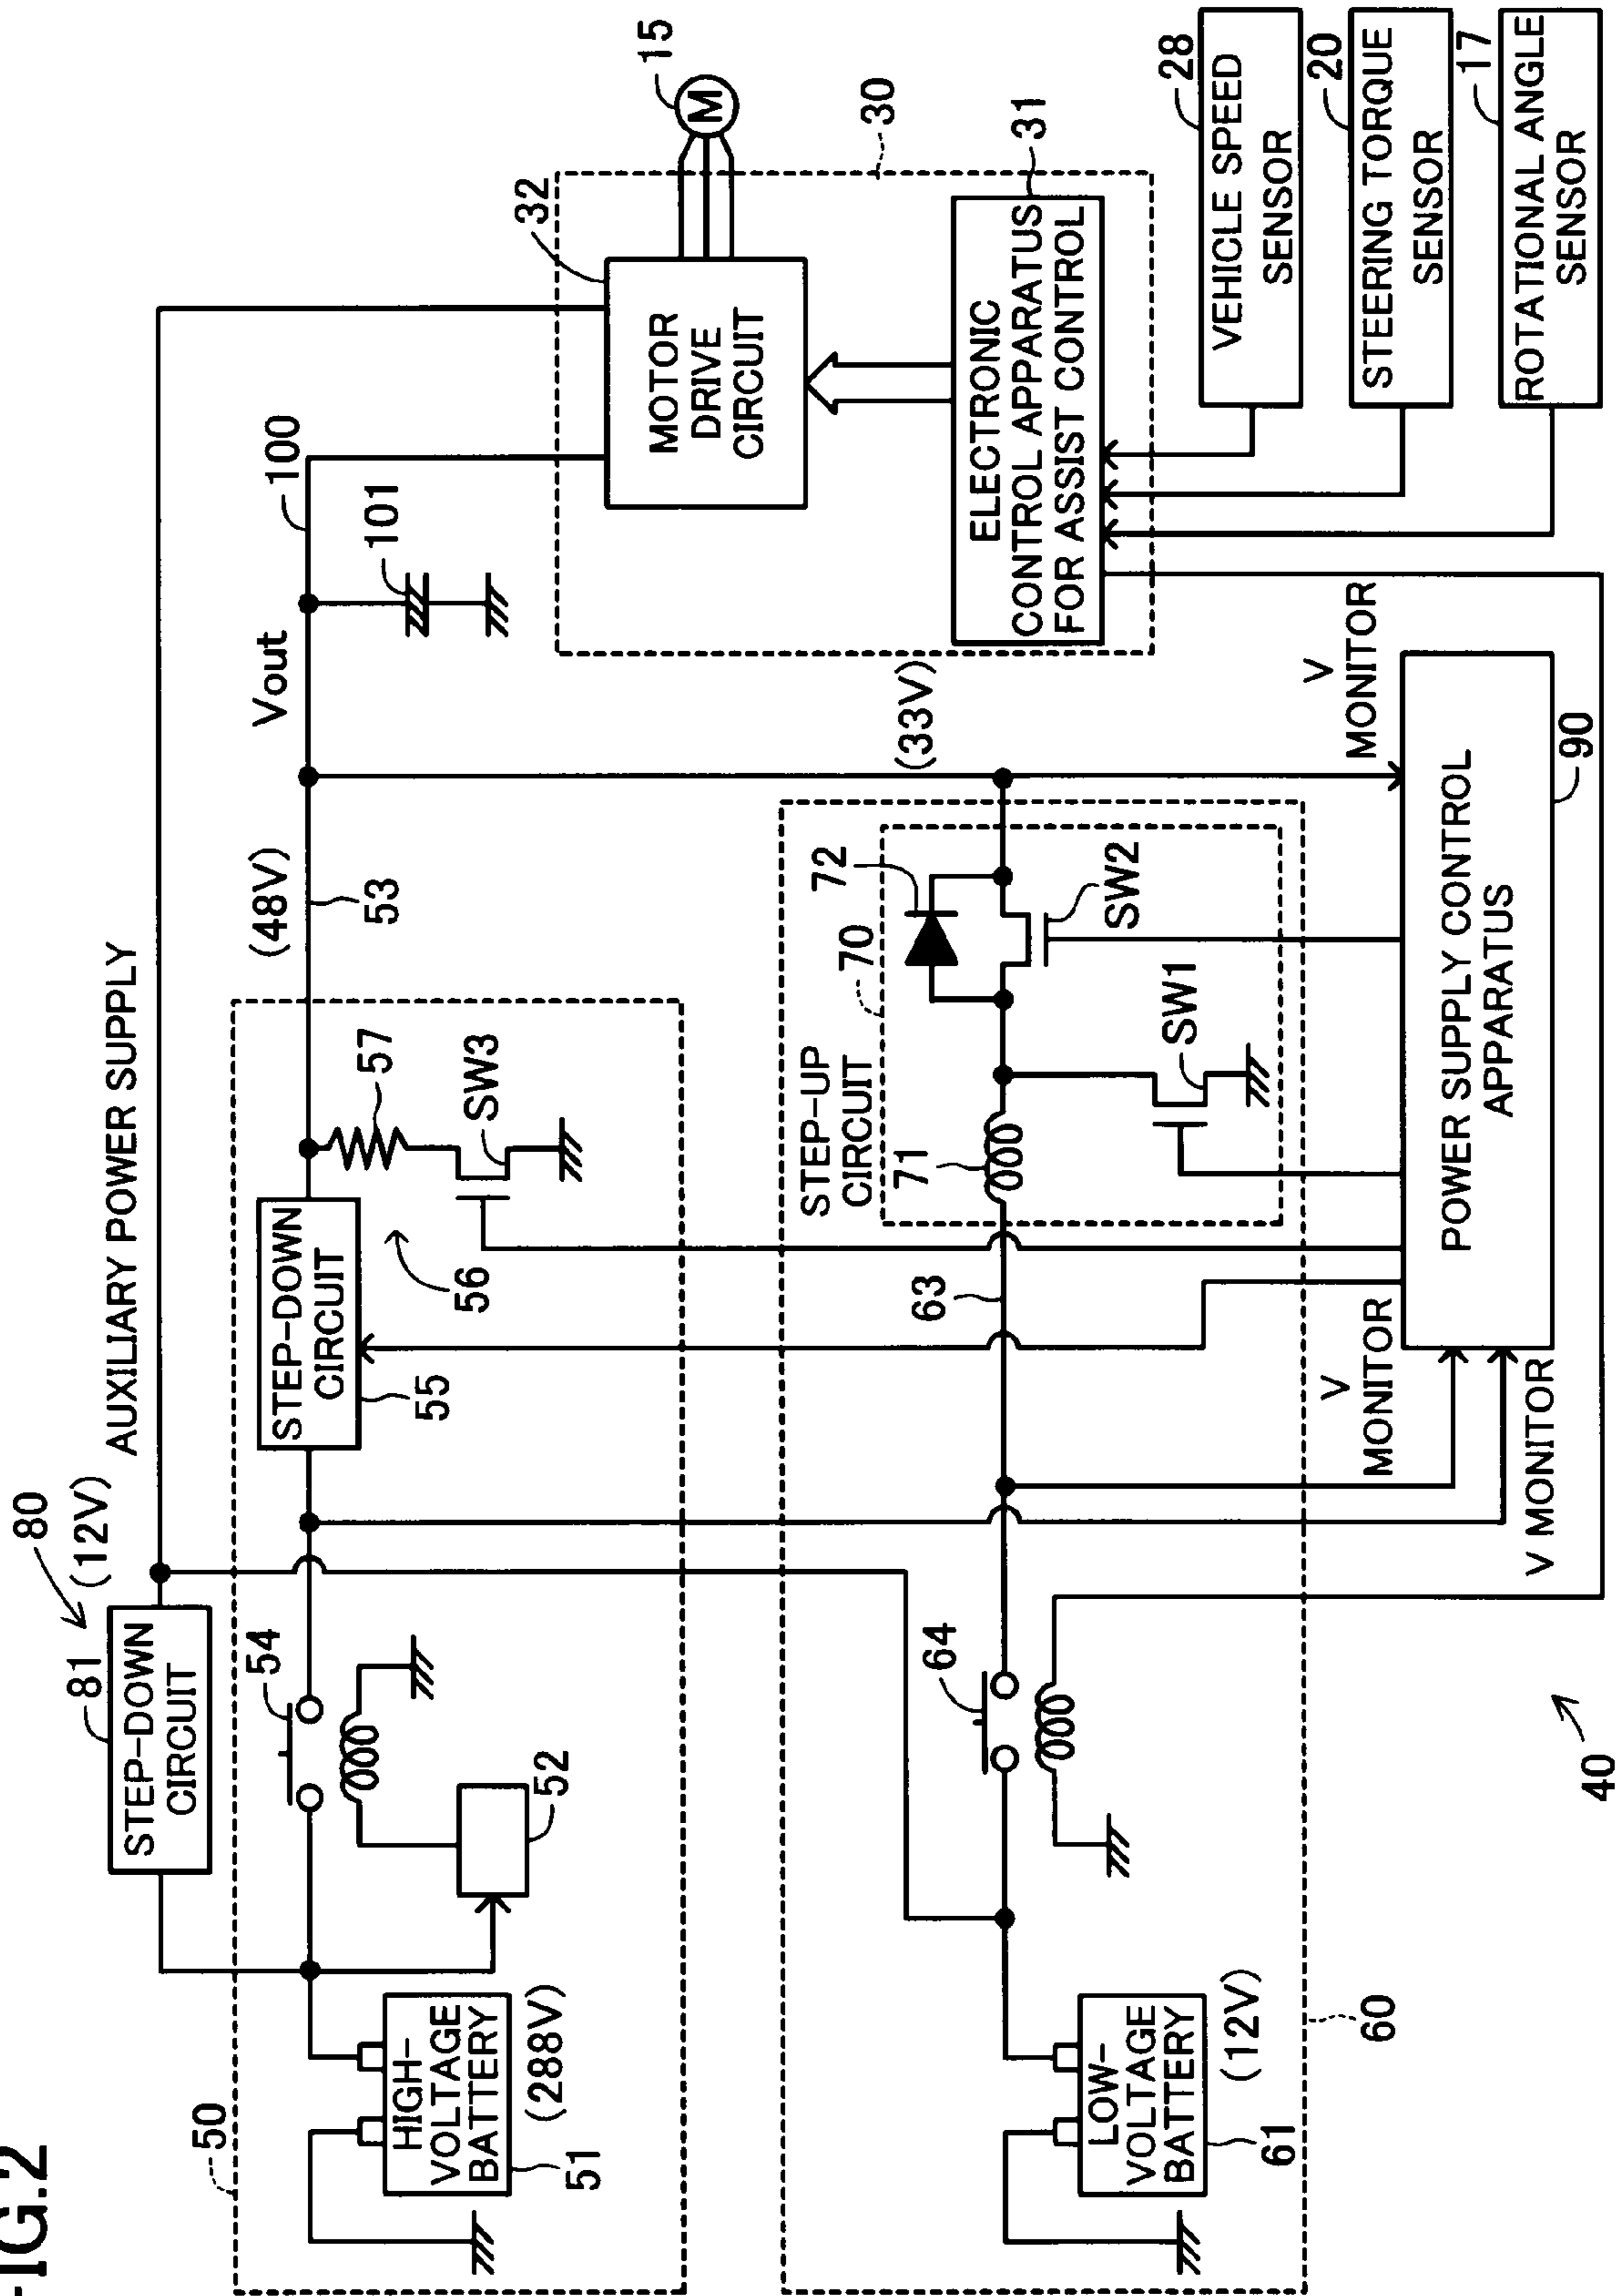 FIG.2
80
81
STEP-DOWN
CIRCUIT
(12V)
AUXILIARY POWER SUPPLY
50
HIGH-
VOLTAGE
BATTERY
(288V)
51
54
52
STEP-DOWN
CIRCUIT
55
56
57
SW3
(48V)
53
Vout
100
101
32
MOTOR
DRIVE
CIRCUIT
M
15
30
ELECTRONIC
CONTROL APPARATUS
FOR ASSIST CONTROL
31
LOW-
VOLTAGE
BATTERY
(12V)
61
60
64
63
STEP-UP
CIRCUIT
70
71
72
SW1
SW2
(33V)
V
MONITOR
V MONITOR
V
MONITOR
POWER SUPPLY CONTROL
APPARATUS
90
VEHICLE SPEED
SENSOR
28
STEERING TORQUE
SENSOR
20
ROTATIONAL ANGLE
SENSOR
17
40